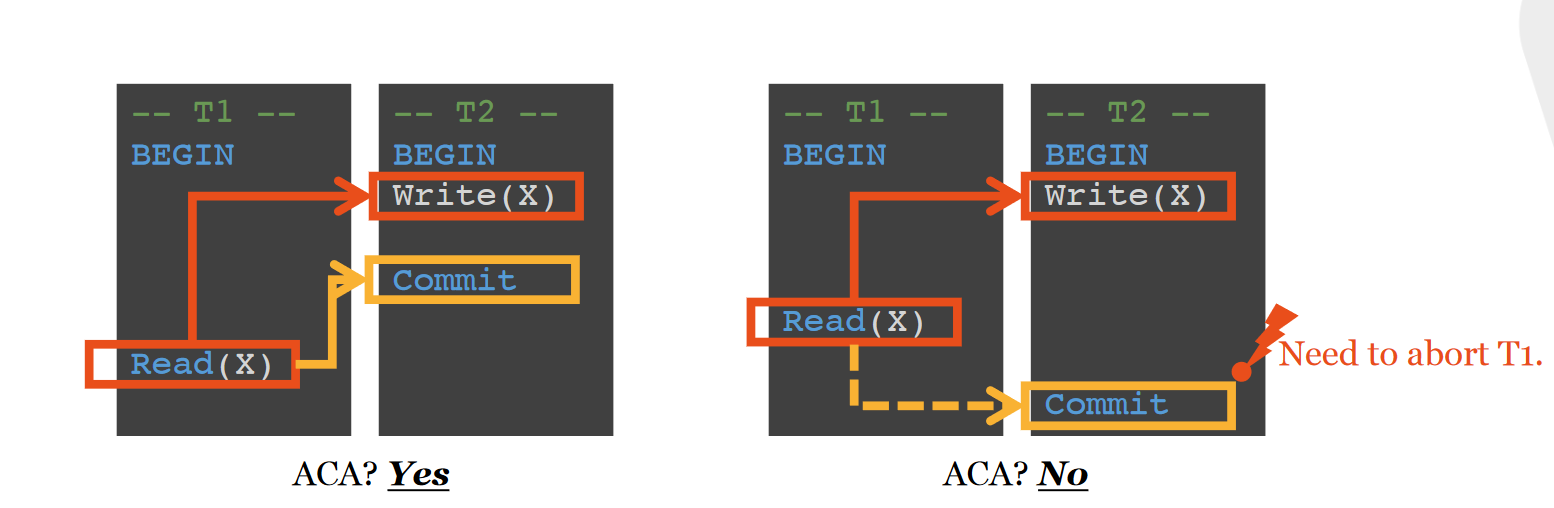 -- T1 --
BEGIN
Read(X)
-- T2 --
BEGIN
Write(X)
Commit
ACA? Yes
-- T1 --
BEGIN
Read(X)
-- T2 --
BEGIN
Write(X)
Commit
Need to abort T1.
ACA? No